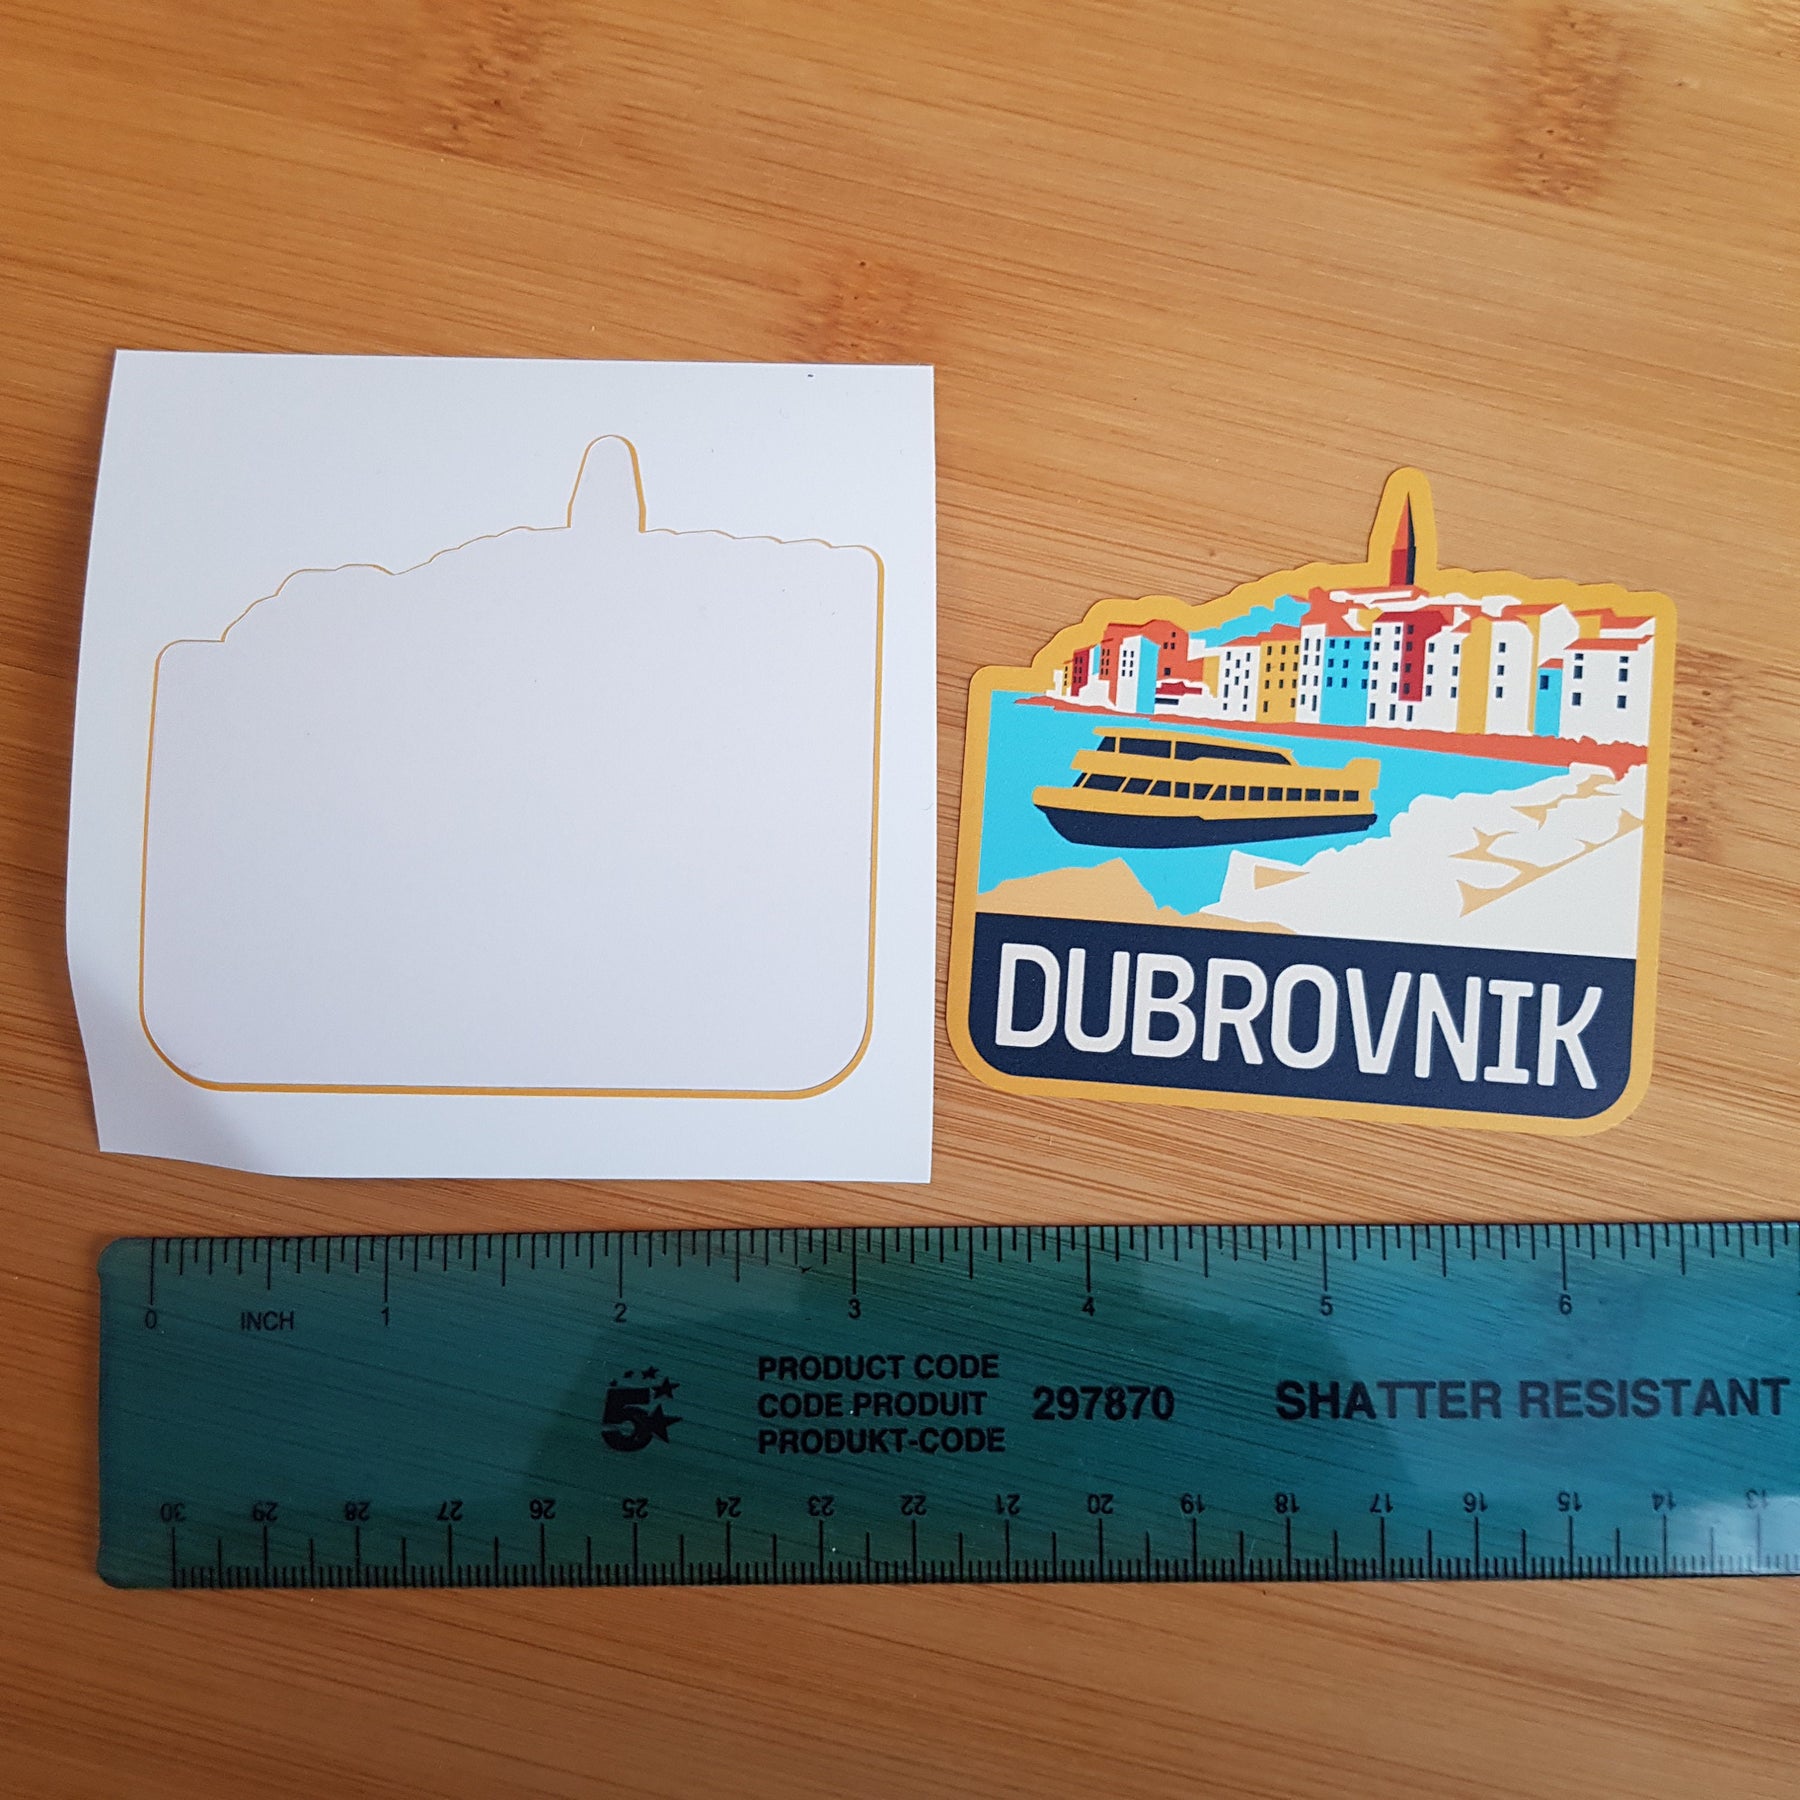 DUBROVNIK
0 INCH 1 2 3 4 5 6
5
PRODUCT CODE
CODE PRODUIT
PRODUKT-CODE
297870
SHATTER RESISTANT
30 29 28 27 26 25 24 23 22 21 20 19 18 17 16 15 14 13